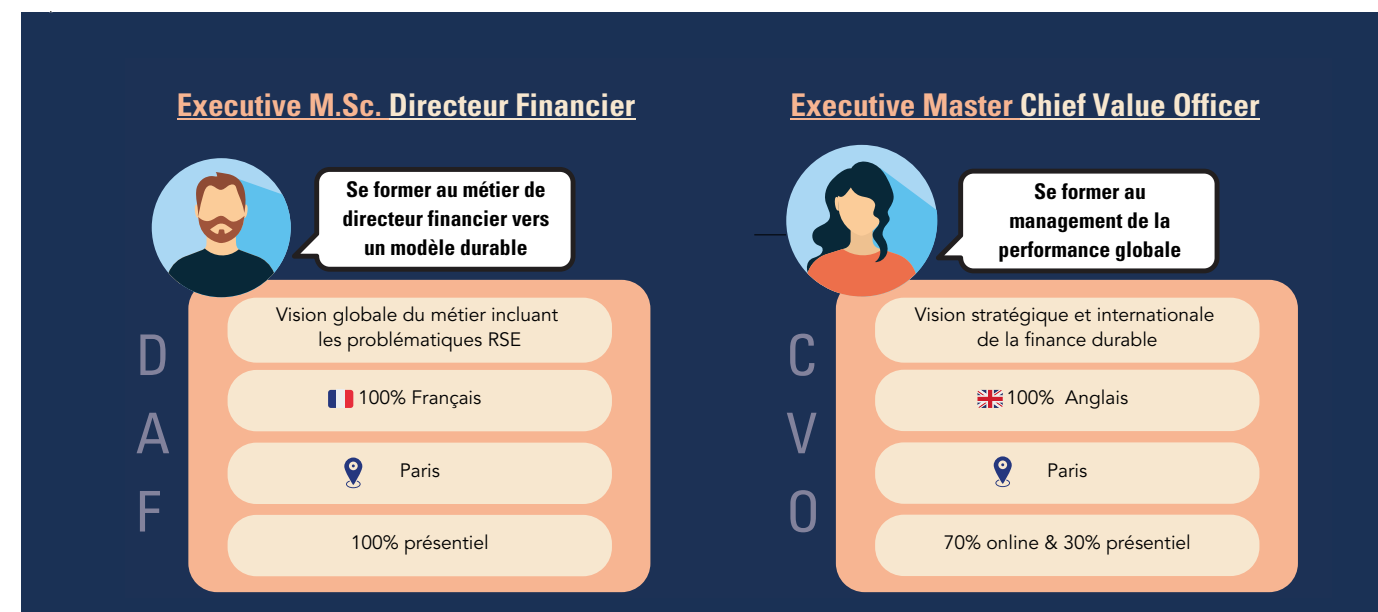 Executive M.Sc. Directeur Financier
Se former au métier de
directeur financier vers
un modèle durable
D
A
F
Vision globale du métier incluant
les problématiques RSE
100% Français
Paris
100% présentiel
Executive Master Chief Value Officer
Se former au
management de la
performance globale
C
V
O
Vision stratégique et internationale
de la finance durable
100% Anglais
Paris
70% online & 30% présentiel